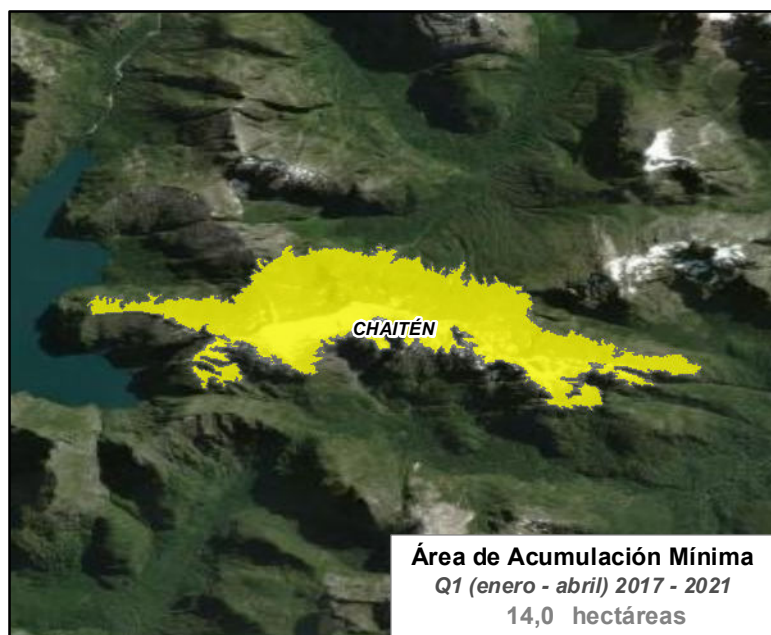 CHAITÉN
Área de Acumulación Mínima
Q1 (enero - abril) 2017 - 2021
14,0 hectáreas